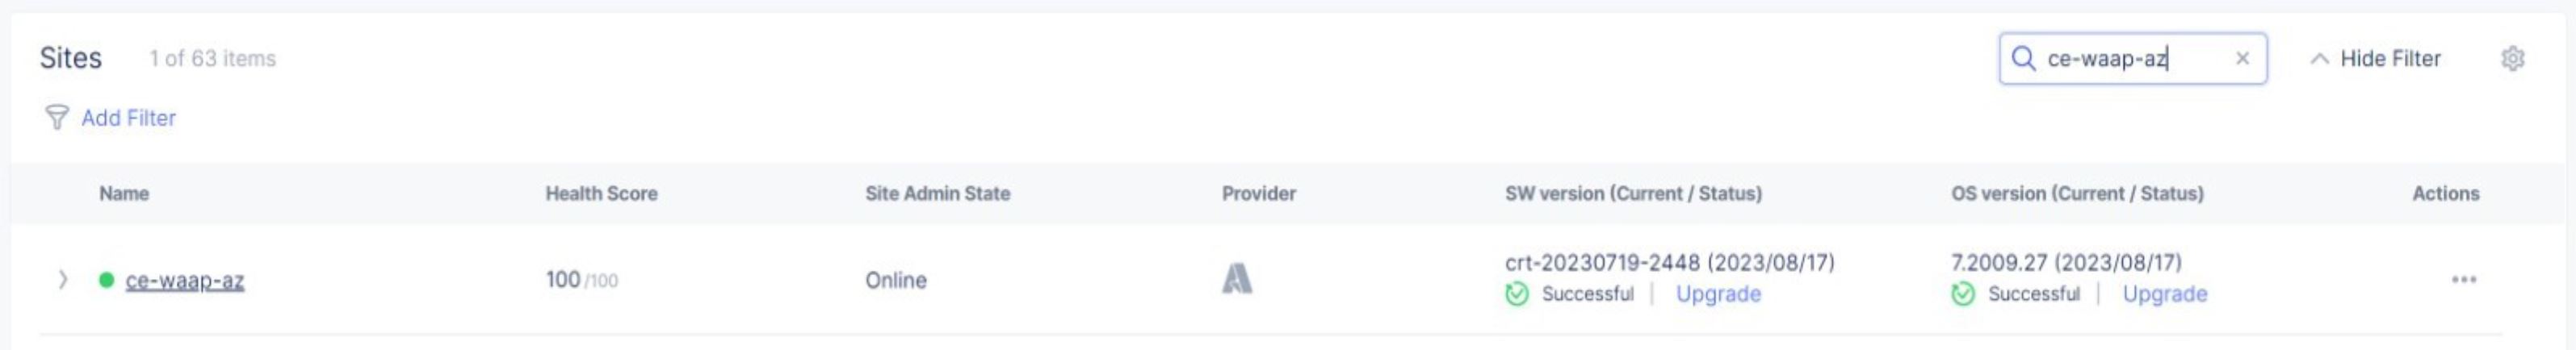 Sites 1 of 63 items ce-waap-az Hide Filter
Add Filter
Name Health Score Site Admin State Provider SW version (Current / Status) OS version (Current / Status) Actions
ce-waap-az 100 /100 Online crt-20230719-2448 (2023/08/17) 7.2009.27 (2023/08/17)
Successful | Upgrade Successful | Upgrade